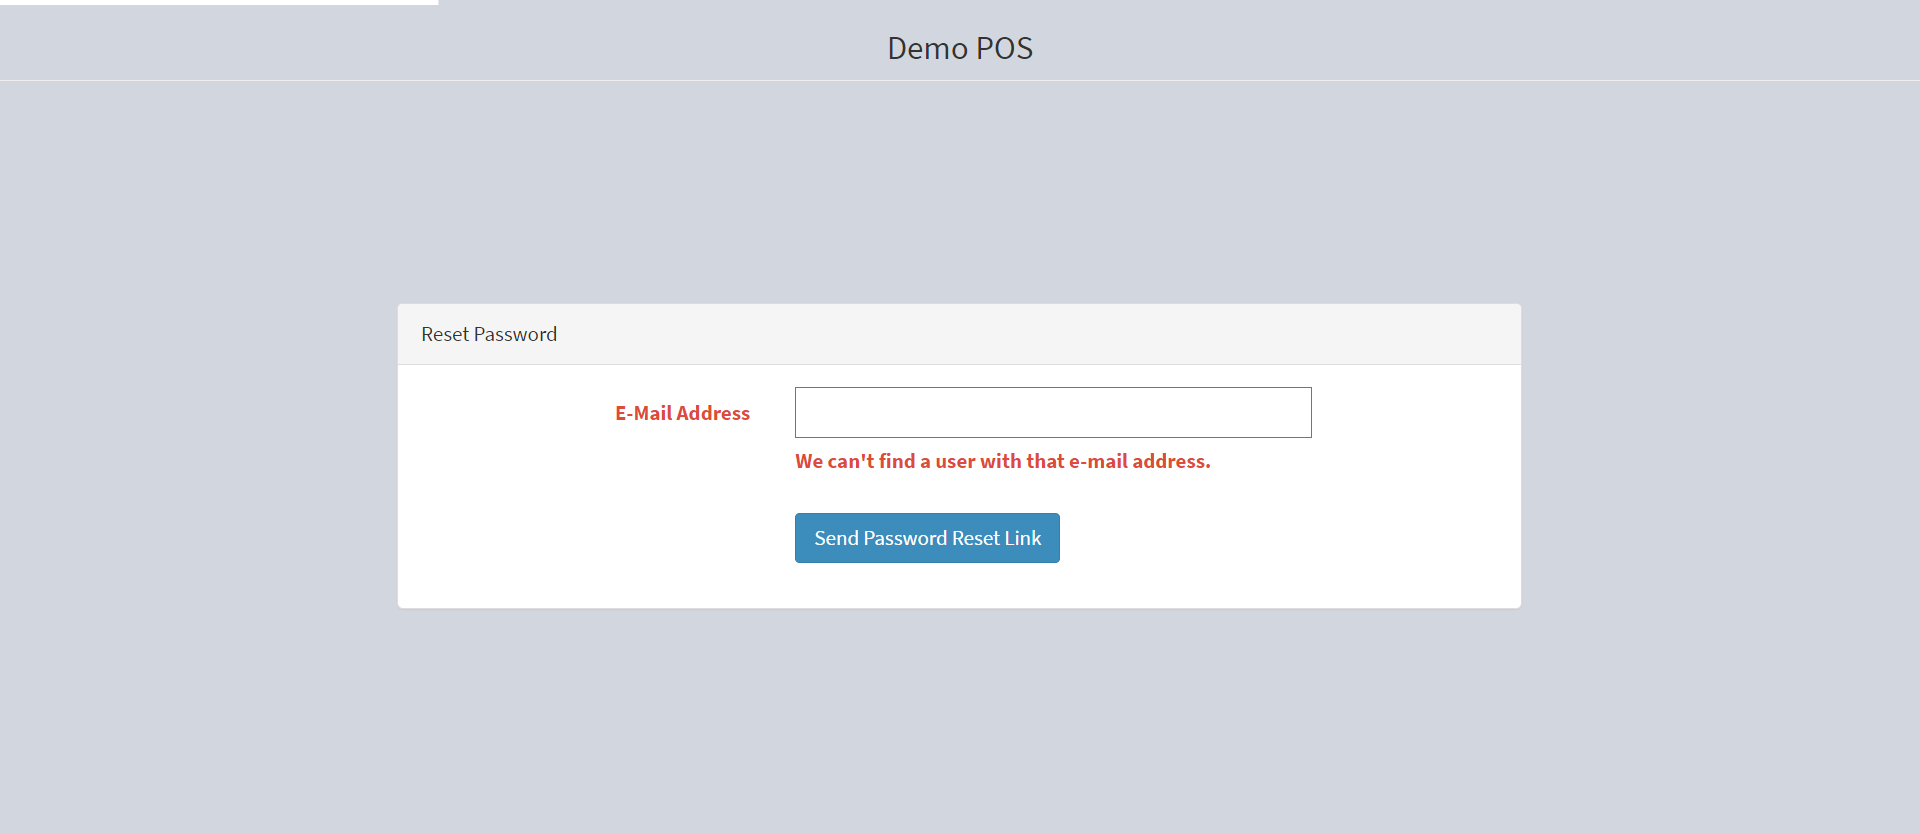 Demo POS
Reset Password
E-Mail Address
We can't find a user with that e-mail address.
Send Password Reset Link